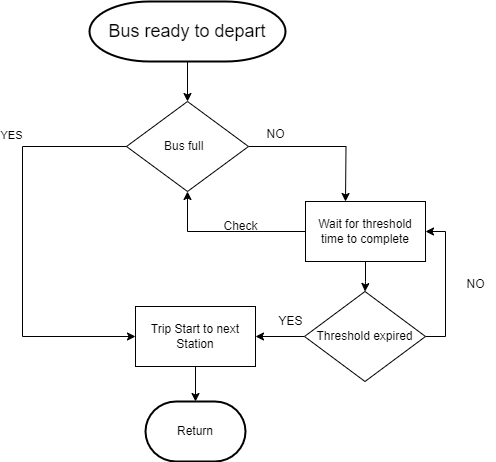 Bus ready to depart
YES
NO
Bus full
Wait for threshold
time to complete
Check
NO
YES
Trip Start to next
Station
Threshold expired
Return